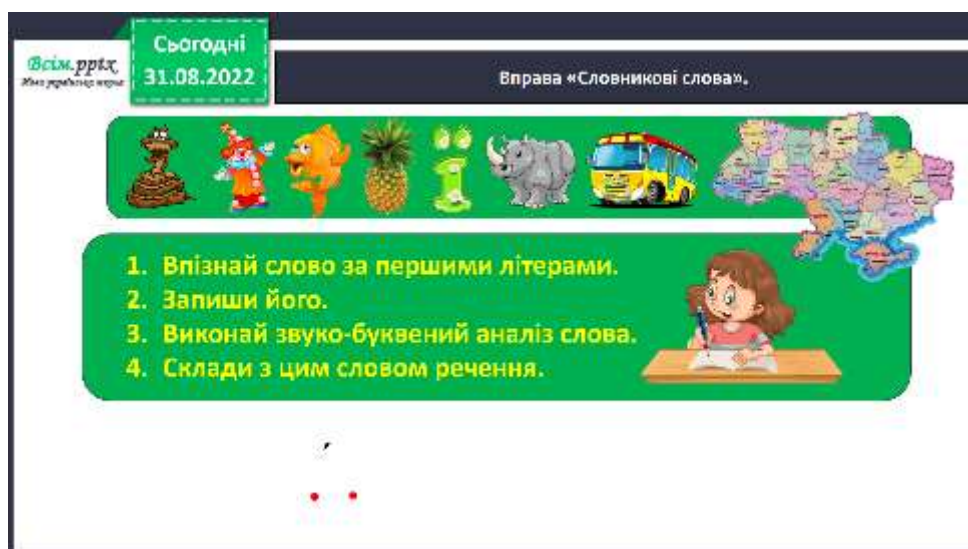 Сьогодні
31.08.2022
Всім.pptx
Вправа «Словникові слова».
ї
1. Впізнай слово за першими літерами.
2. Запиши його.
3. Виконай звуко-буквений аналіз слова.
4. Склади з цим словом речення.